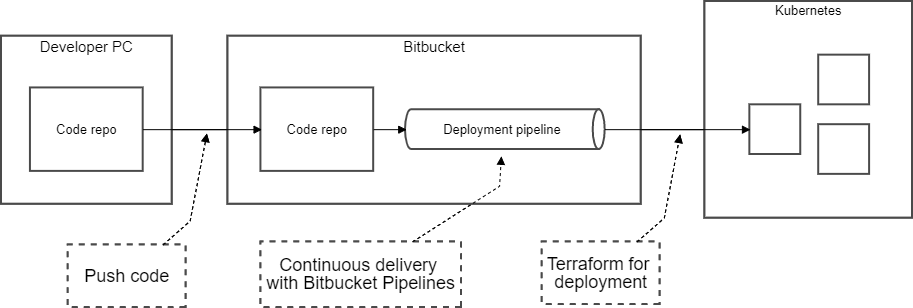 Kubernetes
Developer PC
Bitbucket
Code repo
Code repo
Deployment pipeline
Push code
Continuous delivery
with Bitbucket Pipelines
Terraform for
deployment